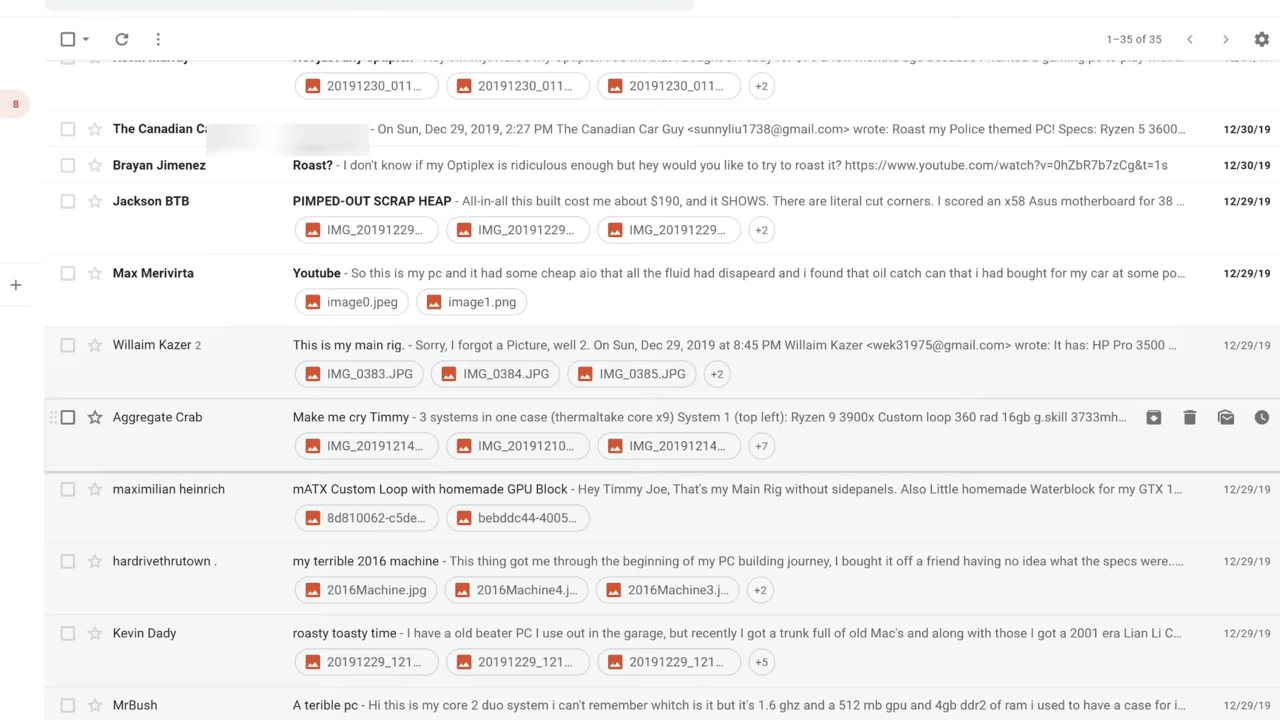 1–35 of 35
8
20191230_011... 20191230_011... 20191230_011... +2
The Canadian - On Sun, Dec 29, 2019, 2:27 PM The Canadian Car Guy <sunnyliu1738@gmail.com> wrote: Roast my Police themed PC! Specs: Ryzen 5 3600... 12/30/19
Brayan Jimenez Roast? - I don't know if my Optiplex is ridiculous enough but hey would you like to try to roast it? https://www.youtube.com/watch?v=0hZbR7b7zCg&t=1s 12/30/19
Jackson BTB PIMPED-OUT SCRAP HEAP - All-in-all this built cost me about $190, and it SHOWS. There are literal cut corners. I scored an x58 Asus motherboard for 38 ... 12/29/19
IMG_20191229... IMG_20191229... IMG_20191229... +2
Max Merivirta Youtube - So this is my pc and it had some cheap aio that all the fluid had disapeard and i found that oil catch can that i had bought for my car at some po... 12/29/19
image0.jpeg image1.png
Willaim Kazer 2 This is my main rig. - Sorry, I forgot a Picture, well 2. On Sun, Dec 29, 2019 at 8:45 PM Willaim Kazer <wek31975@gmail.com> wrote: It has: HP Pro 3500 ... 12/29/19
IMG_0383.JPG IMG_0384.JPG IMG_0385.JPG +2
Aggregate Crab Make me cry Timmy - 3 systems in one case (thermaltake core x9) System 1 (top left): Ryzen 9 3900x Custom loop 360 rad 16gb g.skill 3733mh...
IMG_20191214... IMG_20191210... IMG_20191214... +7
maximilian heinrich mATX Custom Loop with homemade GPU Block - Hey Timmy Joe, That's my Main Rig without sidepanels. Also Little homemade Waterblock for my GTX 1... 12/29/19
8d810062-c5de... bebddc44-4005...
hardrivethrutown . my terrible 2016 machine - This thing got me through the beginning of my PC building journey, I bought it off a friend having no idea what the specs were..... 12/29/19
2016Machine.jpg 2016Machine4.j... 2016Machine3.j... +2
Kevin Dady roasty toasty time - I have a old beater PC I use out in the garage, but recently I got a trunk full of old Mac's and along with those I got a 2001 era Lian Li C... 12/29/19
20191229_121... 20191229_121... 20191229_121... +5
MrBush A terible pc - Hi this is my core 2 duo system i can't remember whitch is it but it's 1.6 ghz and a 512 mb gpu and 4gb ddr2 of ram i used to have a case for i... 12/29/19